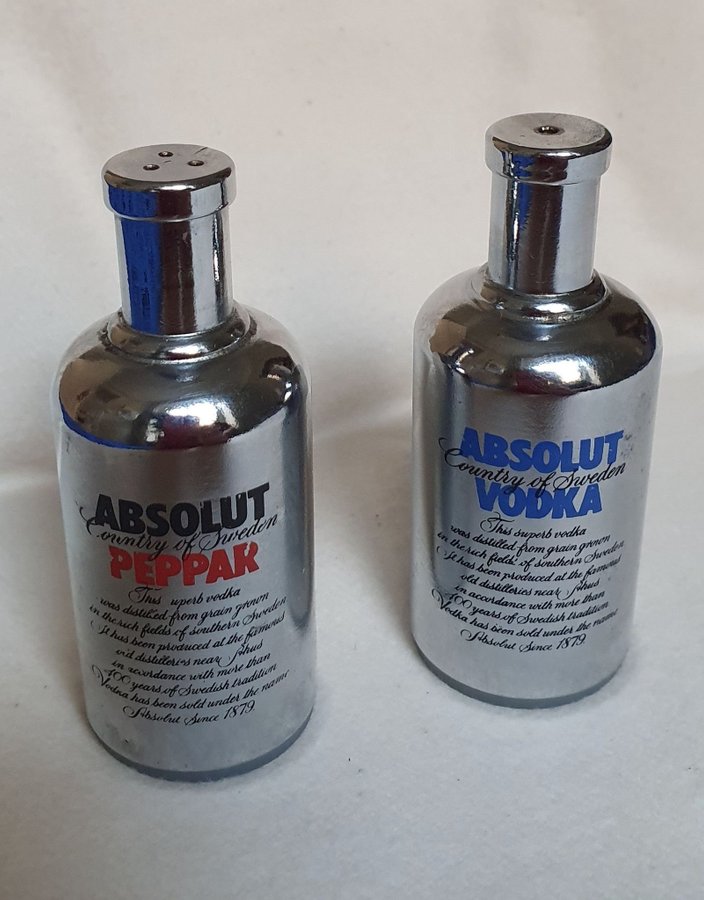 ABSOLUT
Country of Sweden
PEPPAR
This uperb vodka
was distilled from grain grown
in the rich fields of southern Sweden
It has been produced at the famous
old distilleries near Åhus
in accordance with more than
400 years of Swedish tradition
Vodka has been sold under the name
Absolut Since 1879.
ABSOLUT
Country of Sweden
VODKA
This superb vodka
was distilled from grain grown
in the rich fields of southern Sweden.
It has been produced at the famous
old distilleries near Åhus
in accordance with more than
400 years of Swedish tradition
Vodka has been sold under the name
Absolut Since 1879.